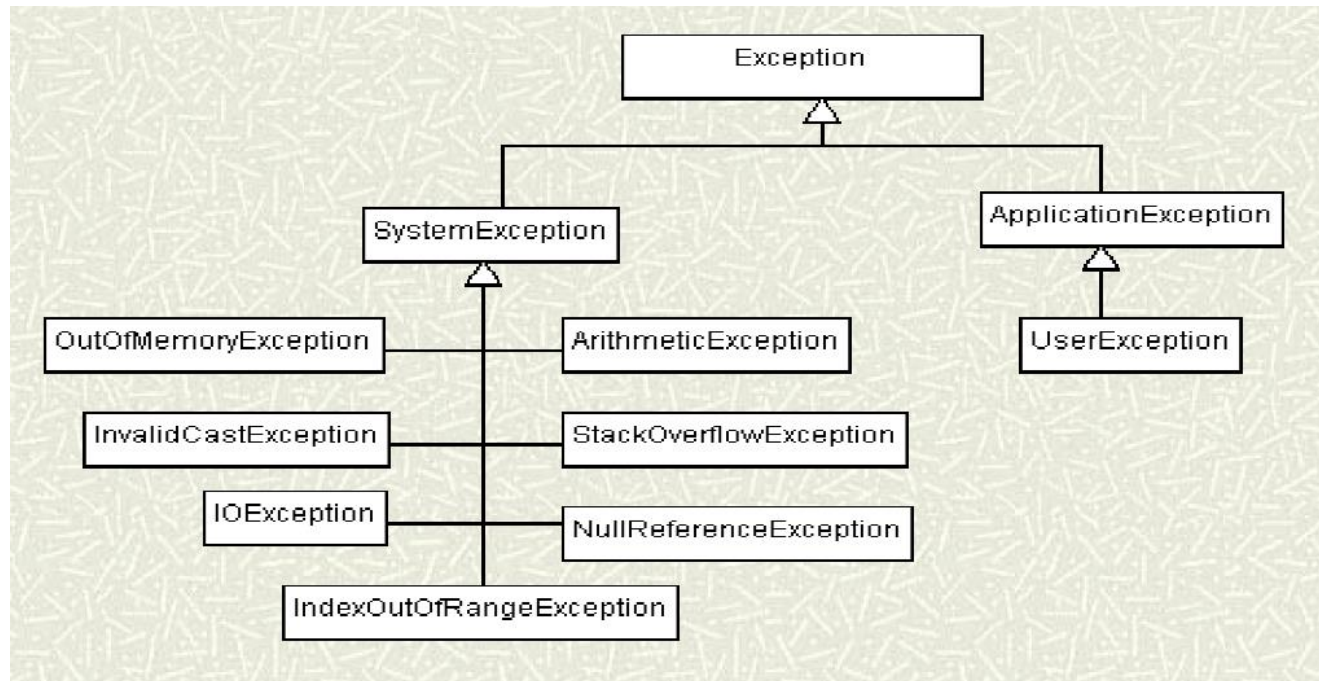 Exception
SystemException
ApplicationException
OutOfMemoryException
ArithmeticException
UserException
InvalidCastException
StackOverflowException
IOException
NullReferenceException
IndexOutOfRangeException